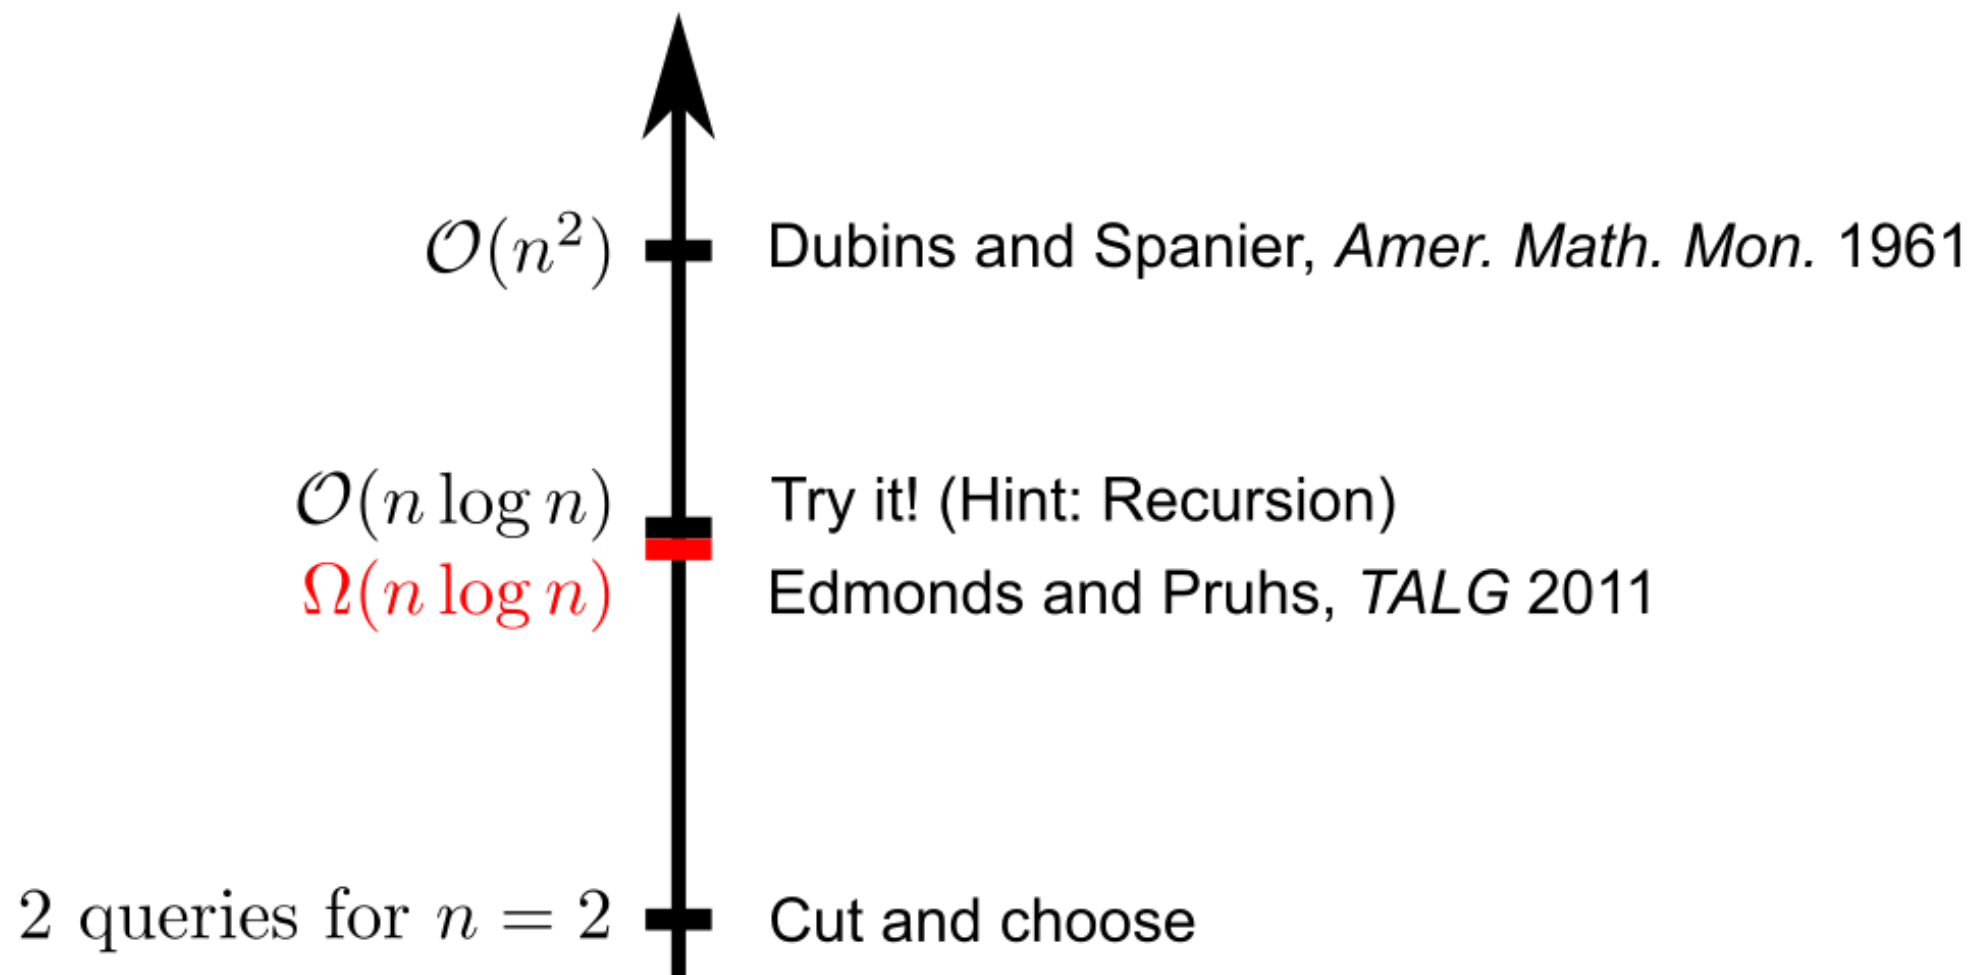 𝒪(n²) Dubins and Spanier, Amer. Math. Mon. 1961
𝒪(n log n) Try it! (Hint: Recursion)
Ω(n log n) Edmonds and Pruhs, TALG 2011
2 queries for n = 2 Cut and choose